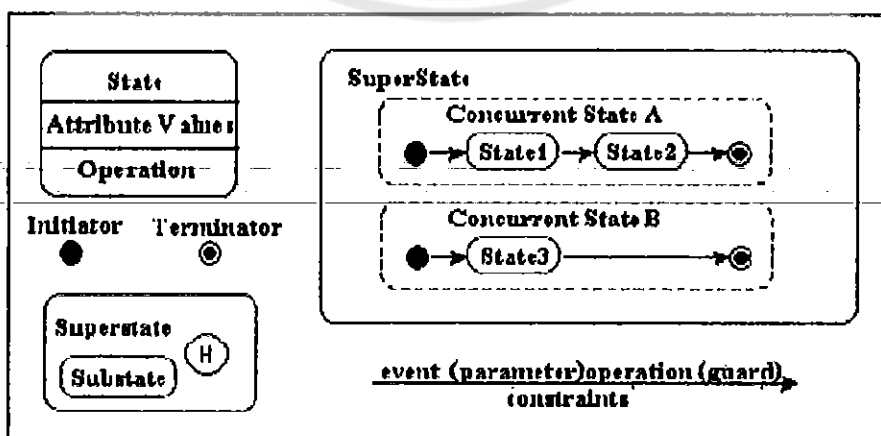 State
Attribute Values
Operation
Initiator Terminator
Superstate
H
Substate
SuperState
Concurrent State A
State1 State2
Concurrent State B
State3
event (parameter)operation (guard)
constraints